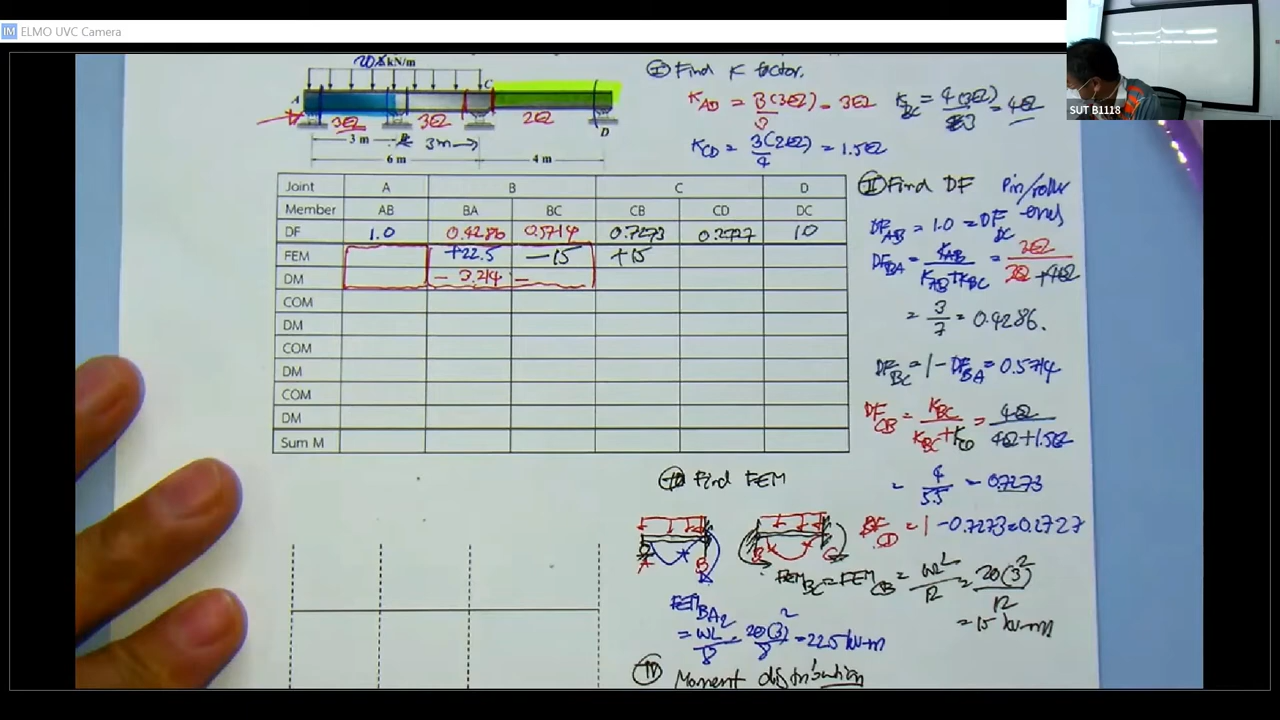 ELMO UVC Camera
SUT B1118
20 kN/m
A
C
D
3EI
3EI
2EI
3 m
3m
6 m
4 m
I Find K factor.
K_AB = 3(3EI)/3 = 3EI
K_BC = 4(3EI)/3 = 4EI
K_CD = 3(2EI)/4 = 1.5EI
Joint A B C D
Member AB BA BC CB CD DC
DF 1.0 0.4286 0.5714 0.7273 0.2727 1.0
FEM +22.5 -15 +15
DM - 3.214 -
COM
DM
COM
DM
COM
DM
Sum M
II Find DF Pin/roller ends
DF_AB = 1.0 = DF_DC
DF_BA = K_AB/(K_AB+K_BC) = 3EI/(3EI+4EI)
= 3/7 = 0.4286.
DF_BC = 1 - DF_BA = 0.5714
DF_CB = K_BC/(K_BC+K_CD) = 4EI/(4EI+1.5EI)
= 4/5.5 = 0.7273
DF_CD = 1 - 0.7273 = 0.2727
III Find FEM
A B B C
FEM_BC = FEM_CB = wL²/12 = 20(3)²/12
= 15 kN-m
FEM_BA
= wL²/8 = 20(3)²/8 = 22.5 kN-m
IV Moment distribution